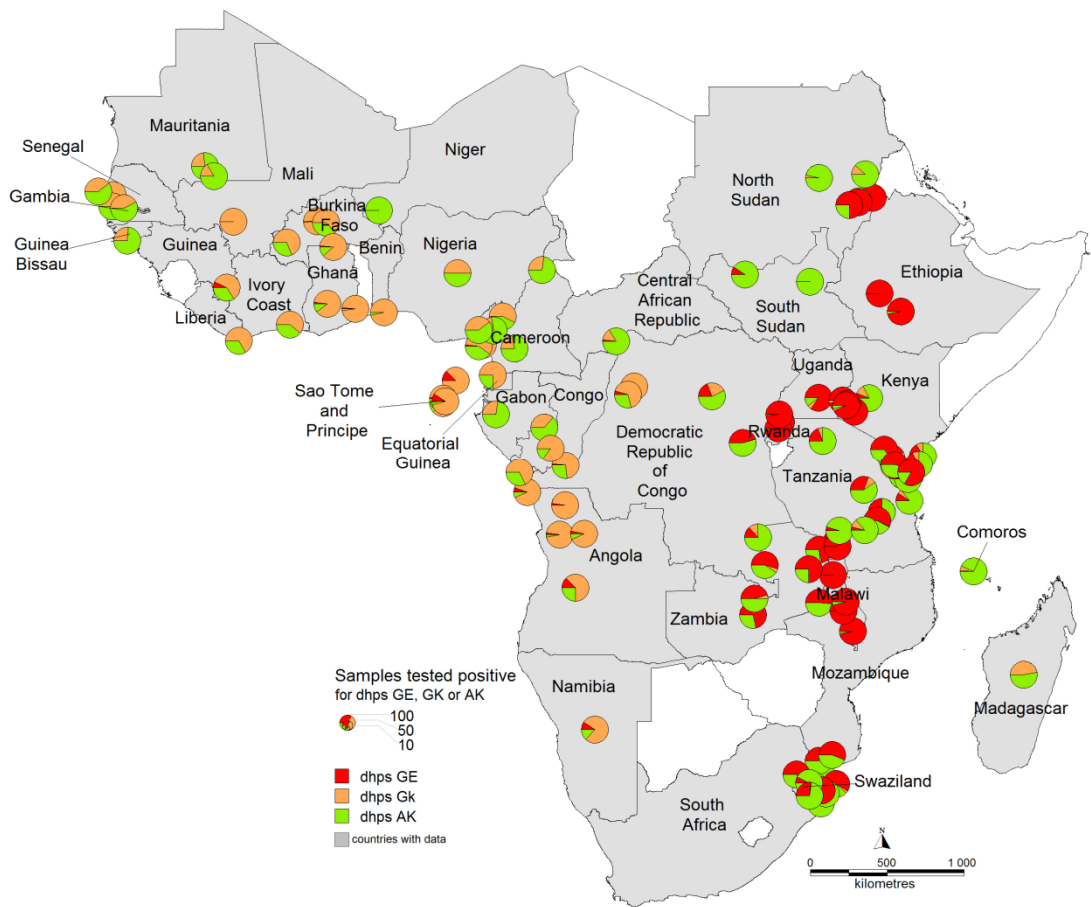 Mauritania
Senegal
Mali
Niger
North
Sudan
Gambia
Burkina
Faso
Guinea
Bissau
Guinea
Benin
Nigeria
Ethiopia
Ghana
Ivory
Coast
Central
African
Republic
South
Sudan
Liberia
Cameroon
Uganda
Kenya
Sao Tome
and
Principe
Gabon
Congo
Equatorial
Guinea
Rwanda
Democratic
Republic
of
Congo
Tanzania
Comoros
Angola
Malawi
Zambia
Mozambique
Samples tested positive
for dhps GE, GK or AK
100
50
10
Namibia
Madagascar
dhps GE
dhps Gk
dhps AK
countries with data
Swaziland
South
Africa
N
0 500 1 000
kilometres